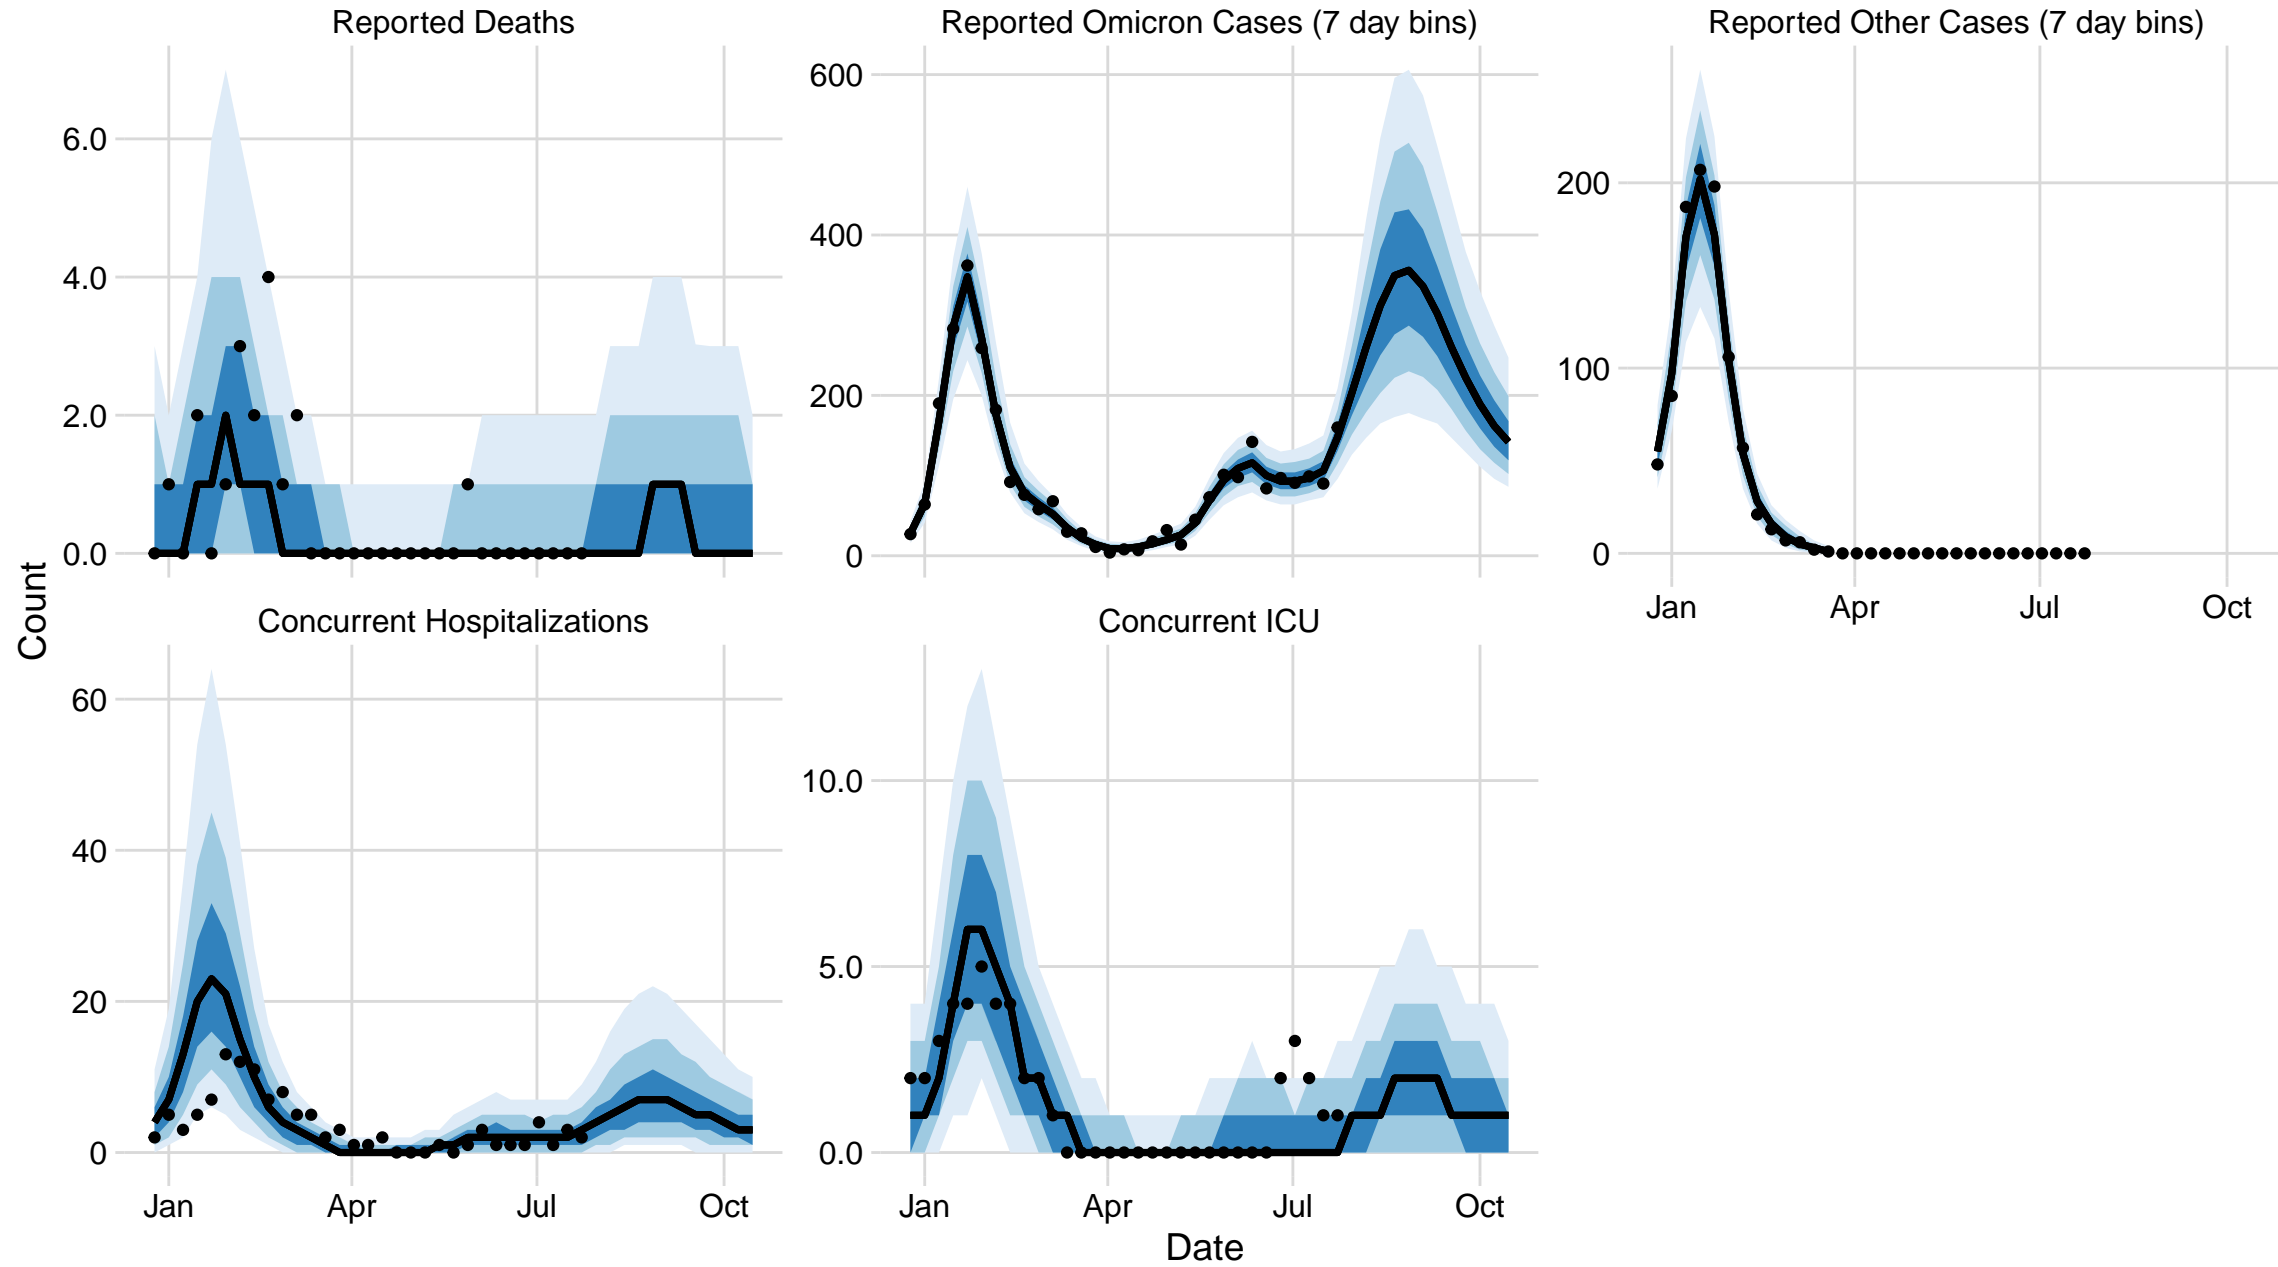 Reported Deaths
Reported Omicron Cases (7 day bins)
Reported Other Cases (7 day bins)
6.0
4.0
2.0
0.0
600
400
200
0
200
100
0
Jan Apr Jul Oct
Count
Concurrent Hospitalizations
Concurrent ICU
60
40
20
0
10.0
5.0
0.0
Jan Apr Jul Oct
Jan Apr Jul Oct
Date